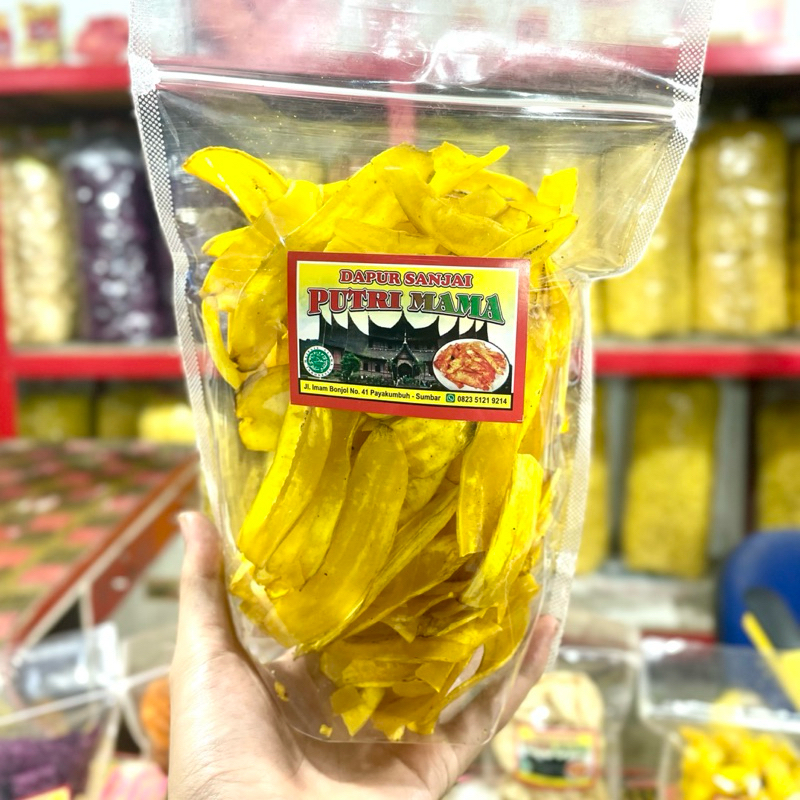 DAPUR SANJAI
PUTRI MAMA
Jl. Imam Bonjol No. 41 Payakumbuh - Sumbar 0823 5121 9214